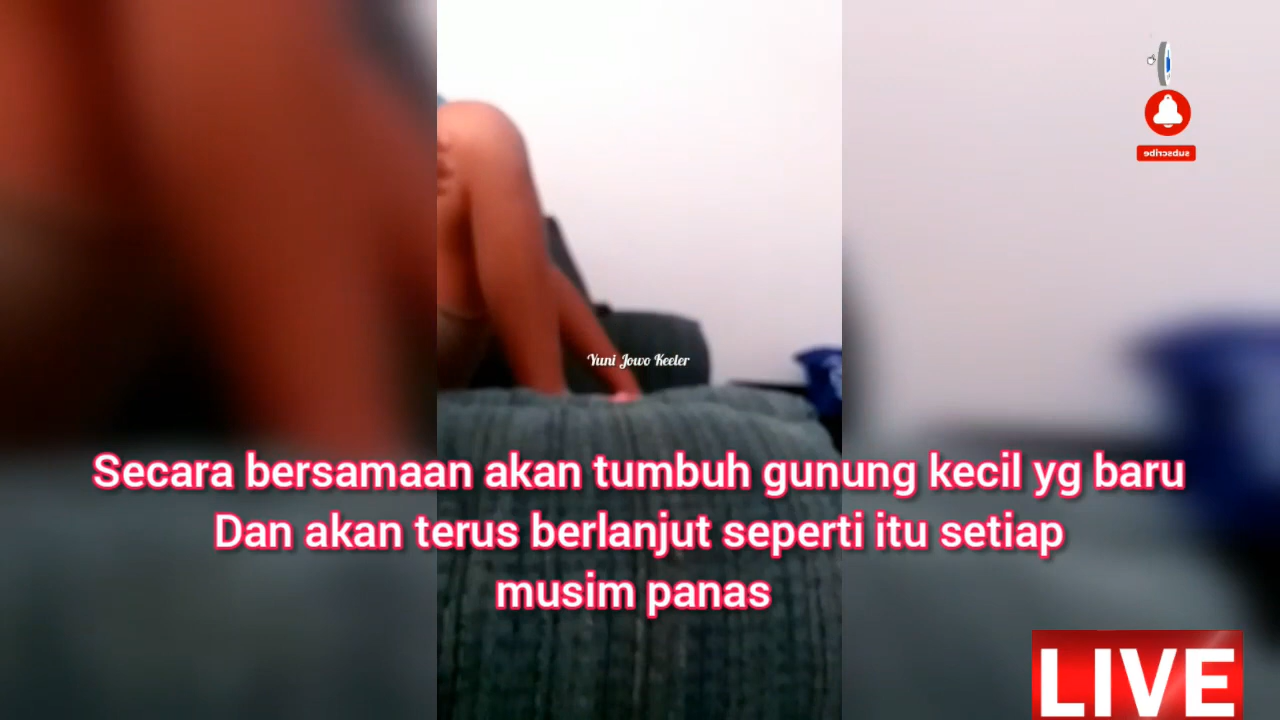 subscribe
Yuni Jowo Keeler
Secara bersamaan akan tumbuh gunung kecil yg baru
Dan akan terus berlanjut seperti itu setiap
musim panas
LIVE